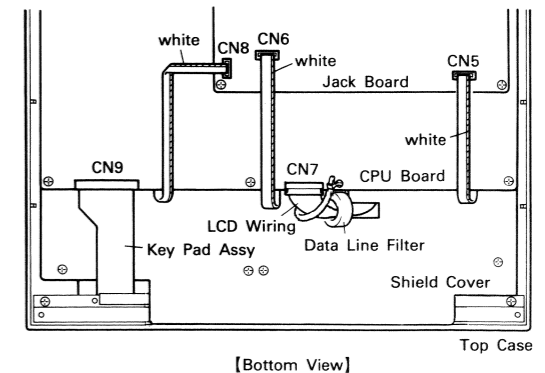 white
CN8
CN6
white
CN5
Jack Board
white
CN9
CN7
CPU Board
LCD Wiring
Data Line Filter
Key Pad Assy
Shield Cover
Top Case
【Bottom View】